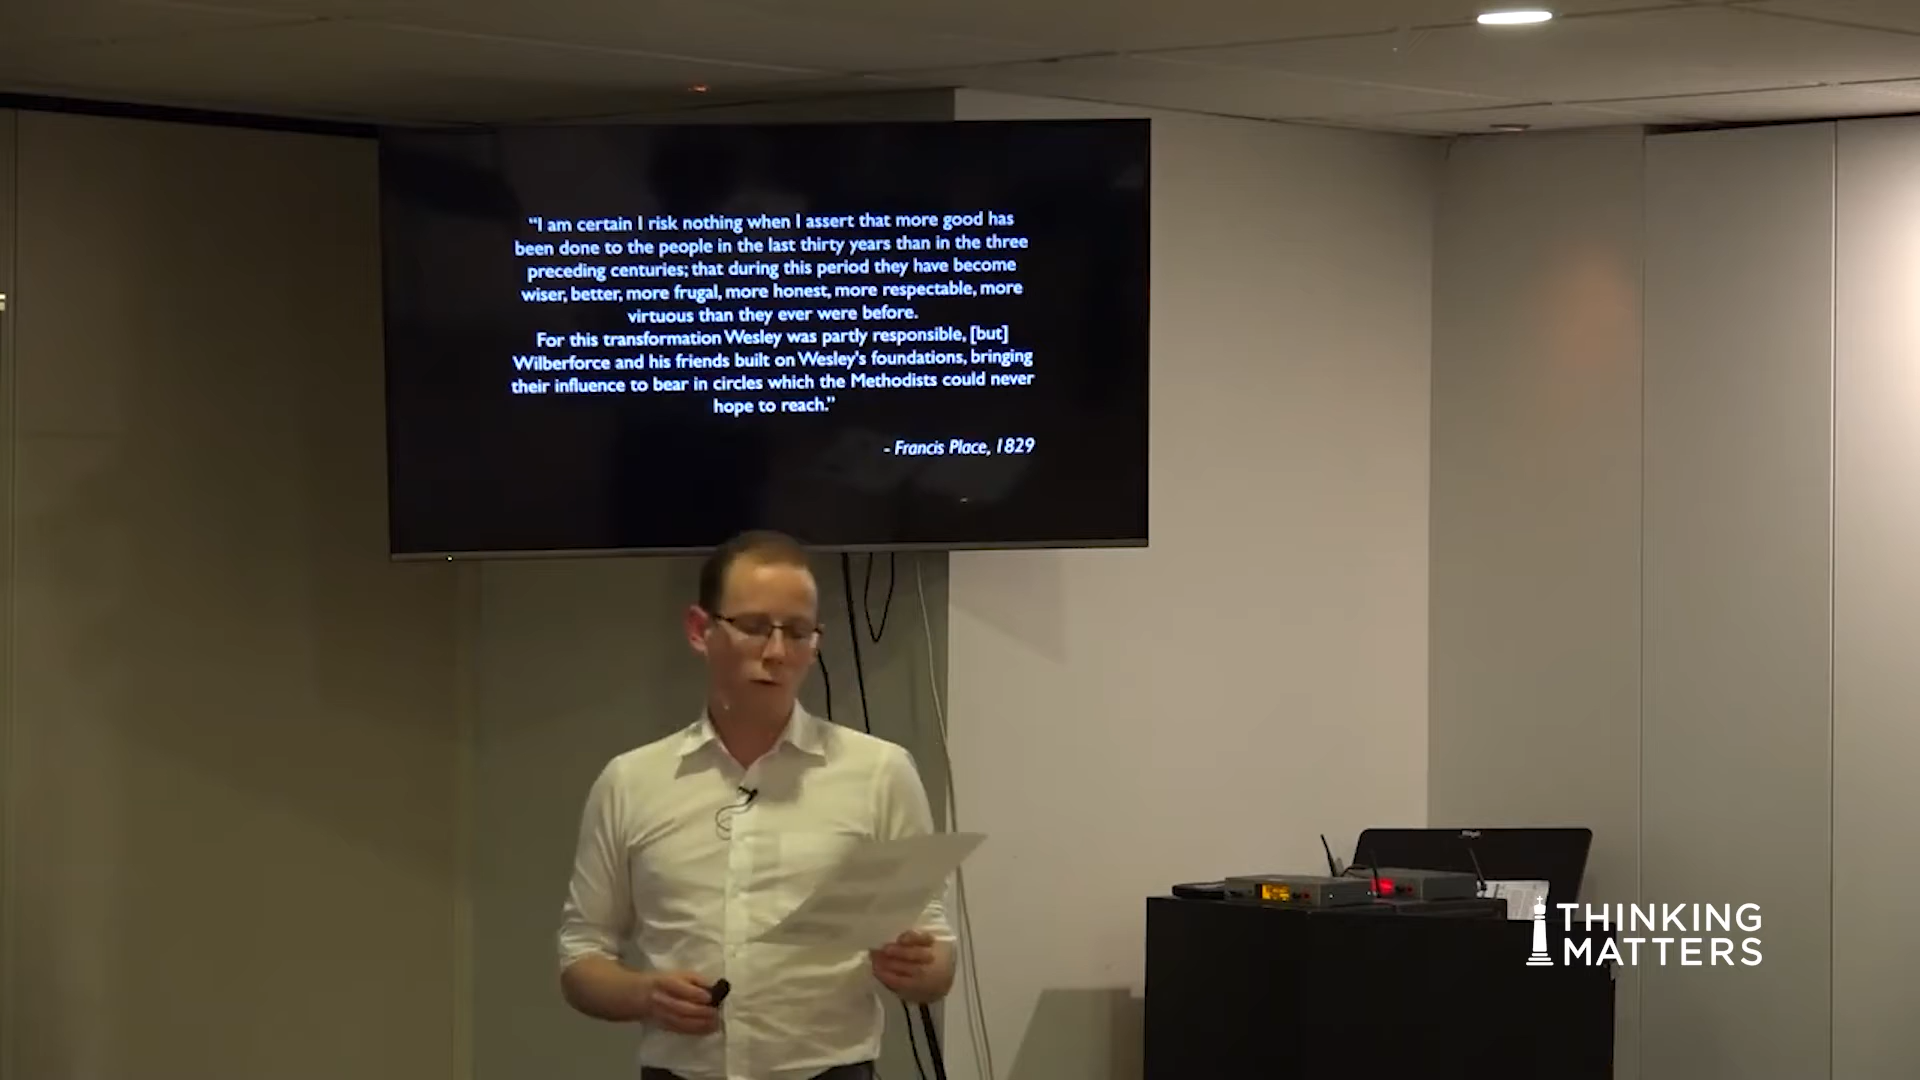 “I am certain I risk nothing when I assert that more good has
been done to the people in the last thirty years than in the three
preceding centuries; that during this period they have become
wiser, better, more frugal, more honest, more respectable, more
virtuous than they ever were before.
For this transformation Wesley was partly responsible, [but]
Wilberforce and his friends built on Wesley's foundations, bringing
their influence to bear in circles which the Methodists could never
hope to reach.”
- Francis Place, 1829
THINKING
MATTERS